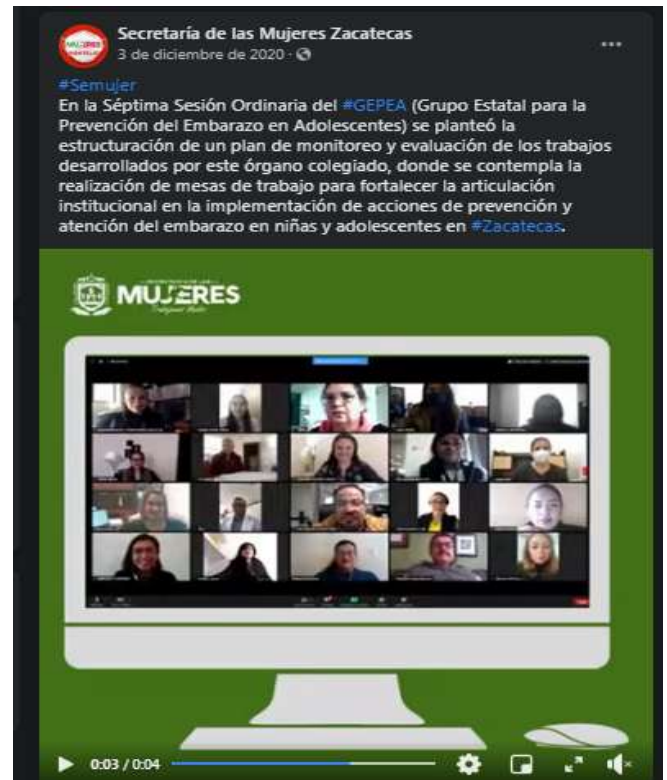 Secretaría de las Mujeres Zacatecas
3 de diciembre de 2020 ·
#Semujer
En la Séptima Sesión Ordinaria del #GEPEA (Grupo Estatal para la
Prevención del Embarazo en Adolescentes) se planteó la
estructuración de un plan de monitoreo y evaluación de los trabajos
desarrollados por este órgano colegiado, donde se contempla la
realización de mesas de trabajo para fortalecer la articulación
institucional en la implementación de acciones de prevención y
atención del embarazo en niñas y adolescentes en #Zacatecas.
MUJERES
0:03 / 0:04